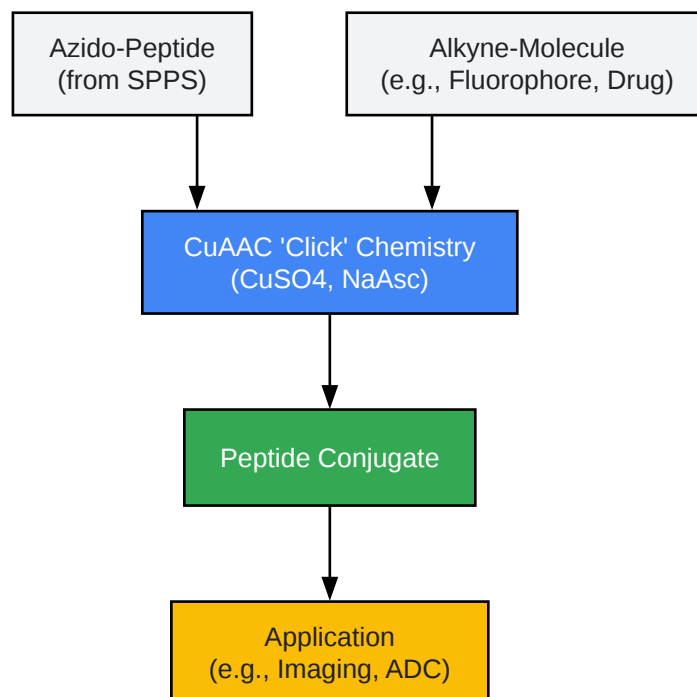 Azido-Peptide
(from SPPS)
Alkyne-Molecule
(e.g., Fluorophore, Drug)
CuAAC 'Click' Chemistry
(CuSO4, NaAsc)
Peptide Conjugate
Application
(e.g., Imaging, ADC)